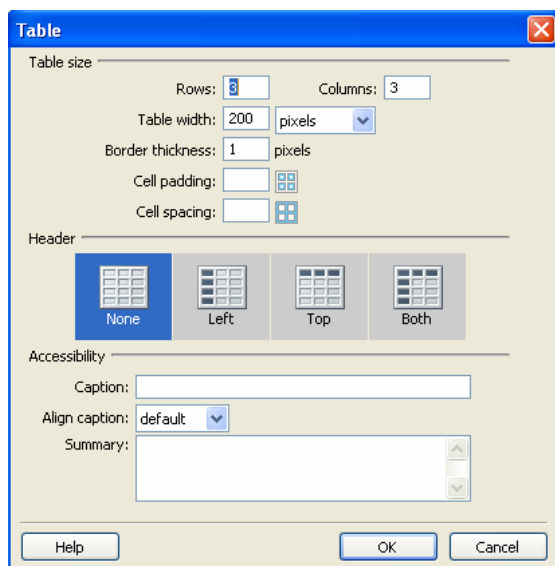 Table
Table size
Rows: 3 Columns: 3
Table width: 200 pixels
Border thickness: 1 pixels
Cell padding:
Cell spacing:
Header
None Left Top Both
Accessibility
Caption:
Align caption: default
Summary:
Help OK Cancel